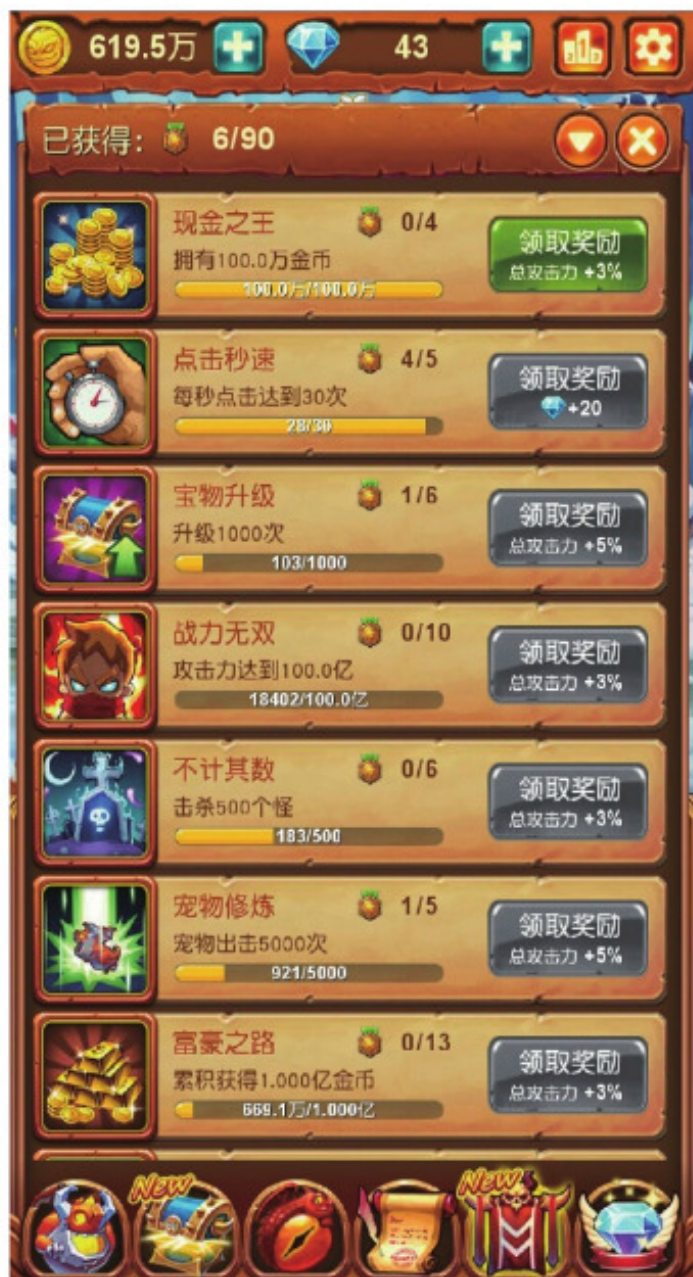 619.5万 43
已获得: 6/90
现金之王 0/4
拥有100.0万金币
100.0万/100.0万
领取奖励
总攻击力 +3%
点击秒速 4/5
每秒点击达到30次
28/30
领取奖励
+20
宝物升级 1/6
升级1000次
103/1000
领取奖励
总攻击力 +5%
战力无双 0/10
攻击力达到100.0亿
18402/100.0亿
领取奖励
总攻击力 +3%
不计其数 0/6
击杀500个怪
183/500
领取奖励
总攻击力 +3%
宠物修炼 1/5
宠物出击5000次
921/5000
领取奖励
总攻击力 +5%
富豪之路 0/13
累积获得1.000亿金币
669.1万/1.000亿
领取奖励
总攻击力 +3%
New New